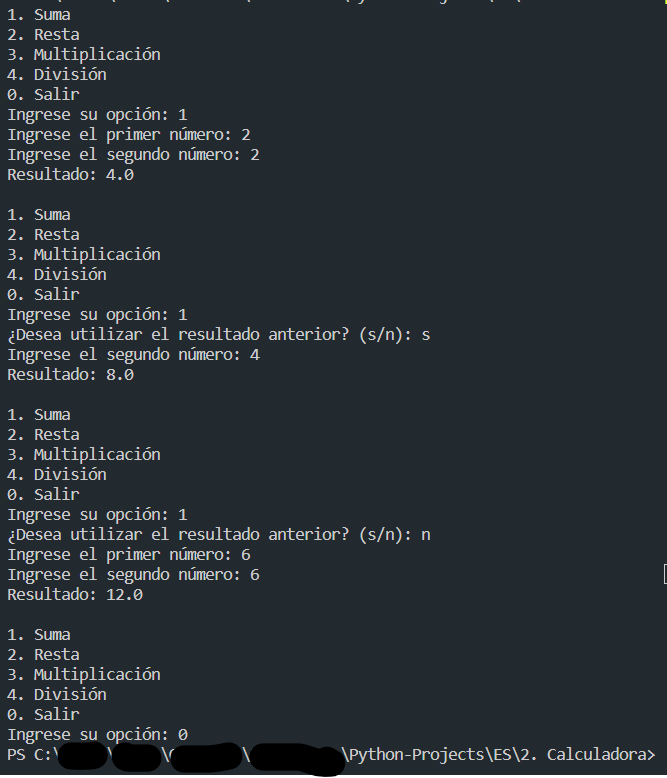 1. Suma
2. Resta
3. Multiplicación
4. División
0. Salir
Ingrese su opción: 1
Ingrese el primer número: 2
Ingrese el segundo número: 2
Resultado: 4.0
1. Suma
2. Resta
3. Multiplicación
4. División
0. Salir
Ingrese su opción: 1
¿Desea utilizar el resultado anterior? (s/n): s
Ingrese el segundo número: 4
Resultado: 8.0
1. Suma
2. Resta
3. Multiplicación
4. División
0. Salir
Ingrese su opción: 1
¿Desea utilizar el resultado anterior? (s/n): n
Ingrese el primer número: 6
Ingrese el segundo número: 6
Resultado: 12.0
1. Suma
2. Resta
3. Multiplicación
4. División
0. Salir
Ingrese su opción: 0
PS C:\ \ \ \ \Python-Projects\ES\2. Calculadora>